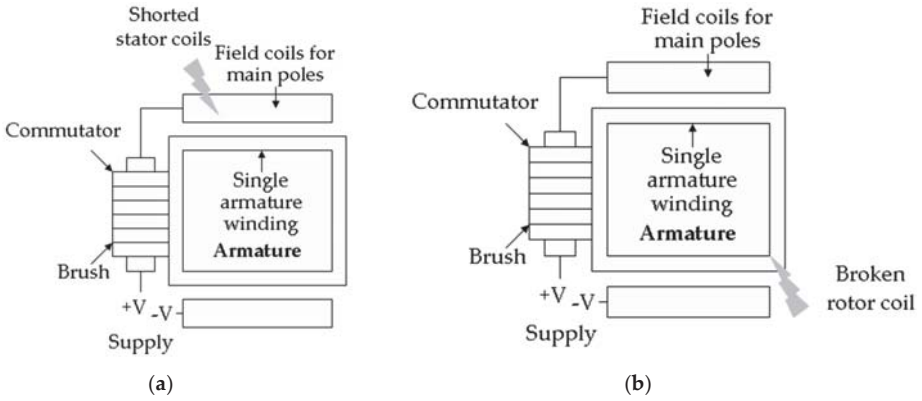 Shorted
stator coils
Field coils for
main poles
Commutator
Single
armature
winding
Armature
Brush
+V
-V
Supply
(a)
Field coils for
main poles
Commutator
Single
armature
winding
Armature
Brush
+V
-V
Supply
Broken
rotor coil
(b)